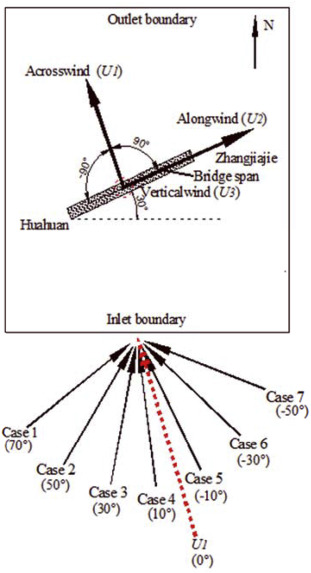 Outlet boundary
N
Acrosswind (U1)
Alongwind (U2)
90°
-90°
Zhangjiajie
Bridge span
Verticalwind (U3)
30°
Huahuan
Inlet boundary
Case 7
(-50°)
Case 1
(70°)
Case 6
(-30°)
Case 2
(50°)
Case 5
(-10°)
Case 3
(30°)
Case 4
(10°)
U1
(0°)